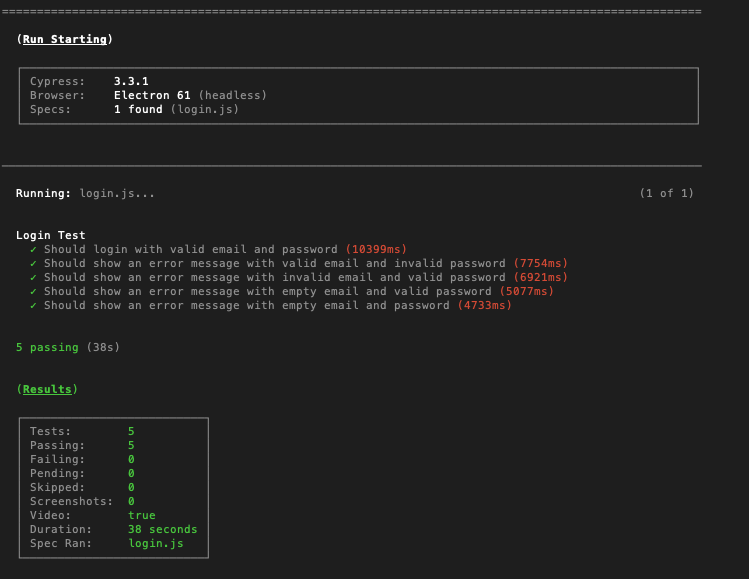 (Run Starting)
Cypress: 3.3.1
Browser: Electron 61 (headless)
Specs: 1 found (login.js)
Running: login.js... (1 of 1)
Login Test
✓ Should login with valid email and password (10399ms)
✓ Should show an error message with valid email and invalid password (7754ms)
✓ Should show an error message with invalid email and valid password (6921ms)
✓ Should show an error message with empty email and valid password (5077ms)
✓ Should show an error message with empty email and password (4733ms)
5 passing (38s)
(Results)
Tests: 5
Passing: 5
Failing: 0
Pending: 0
Skipped: 0
Screenshots: 0
Video: true
Duration: 38 seconds
Spec Ran: login.js